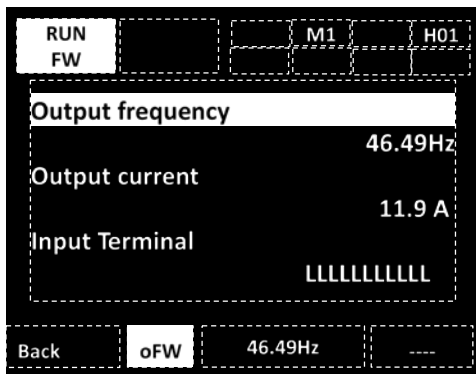 RUN
FW
M1
H01
Output frequency
46.49Hz
Output current
11.9 A
Input Terminal
LLLLLLLLLLL
Back
oFW
46.49Hz
----